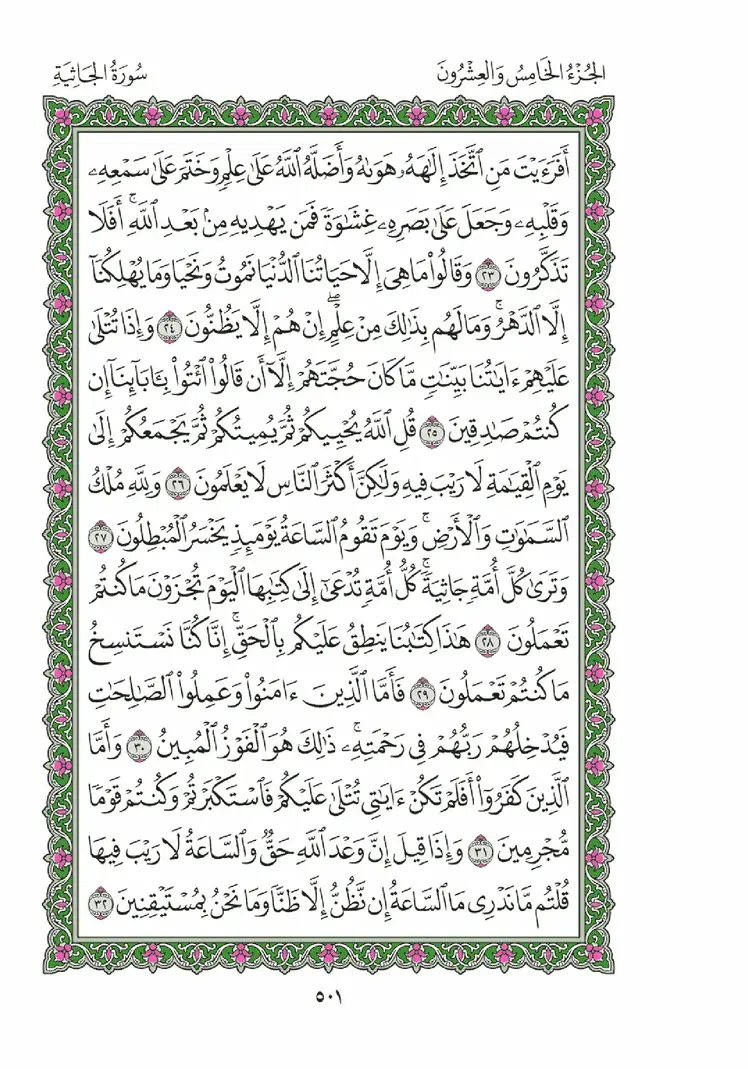 الجُزْءُ الخَامِسُ وَالعِشْرُونَ
سُورَةُ الجَاثِيَةِ
أَفَرَءَيْتَ مَنِ ٱتَّخَذَ إِلَٰهَهُۥ هَوَىٰهُ وَأَضَلَّهُ ٱللَّهُ عَلَىٰ عِلْمٍ وَخَتَمَ عَلَىٰ سَمْعِهِۦ
وَقَلْبِهِۦ وَجَعَلَ عَلَىٰ بَصَرِهِۦ غِشَٰوَةً فَمَن يَهْدِيهِ مِنۢ بَعْدِ ٱللَّهِۚ أَفَلَا
تَذَكَّرُونَ ٢٣ وَقَالُوا۟ مَا هِىَ إِلَّا حَيَاتُنَا ٱلدُّنْيَا نَمُوتُ وَنَحْيَا وَمَا يُهْلِكُنَآ
إِلَّا ٱلدَّهْرُۚ وَمَا لَهُم بِذَٰلِكَ مِنْ عِلْمٍۖ إِنْ هُمْ إِلَّا يَظُنُّونَ ٢٤ وَإِذَا تُتْلَىٰ
عَلَيْهِمْ ءَايَٰتُنَا بَيِّنَٰتٍ مَّا كَانَ حُجَّتَهُمْ إِلَّآ أَن قَالُوا۟ ٱئْتُوا۟ بِـَٔابَآئِنَآ إِن
كُنتُمْ صَٰدِقِينَ ٢٥ قُلِ ٱللَّهُ يُحْيِيكُمْ ثُمَّ يُمِيتُكُمْ ثُمَّ يَجْمَعُكُمْ إِلَىٰ
يَوْمِ ٱلْقِيَٰمَةِ لَا رَيْبَ فِيهِ وَلَٰكِنَّ أَكْثَرَ ٱلنَّاسِ لَا يَعْلَمُونَ ٢٦ وَلِلَّهِ مُلْكُ
ٱلسَّمَٰوَٰتِ وَٱلْأَرْضِۚ وَيَوْمَ تَقُومُ ٱلسَّاعَةُ يَوْمَئِذٍ يَخْسَرُ ٱلْمُبْطِلُونَ ٢٧
وَتَرَىٰ كُلَّ أُمَّةٍ جَاثِيَةًۚ كُلُّ أُمَّةٍ تُدْعَىٰٓ إِلَىٰ كِتَٰبِهَا ٱلْيَوْمَ تُجْزَوْنَ مَا كُنتُمْ
تَعْمَلُونَ ٢٨ هَٰذَا كِتَٰبُنَا يَنطِقُ عَلَيْكُم بِٱلْحَقِّۚ إِنَّا كُنَّا نَسْتَنسِخُ
مَا كُنتُمْ تَعْمَلُونَ ٢٩ فَأَمَّا ٱلَّذِينَ ءَامَنُوا۟ وَعَمِلُوا۟ ٱلصَّٰلِحَٰتِ
فَيُدْخِلُهُمْ رَبُّهُمْ فِى رَحْمَتِهِۦۚ ذَٰلِكَ هُوَ ٱلْفَوْزُ ٱلْمُبِينُ ٣٠ وَأَمَّا
ٱلَّذِينَ كَفَرُوٓا۟ أَفَلَمْ تَكُنْ ءَايَٰتِى تُتْلَىٰ عَلَيْكُمْ فَٱسْتَكْبَرْتُمْ وَكُنتُمْ قَوْمًا
مُّجْرِمِينَ ٣١ وَإِذَا قِيلَ إِنَّ وَعْدَ ٱللَّهِ حَقٌّ وَٱلسَّاعَةُ لَا رَيْبَ فِيهَا
قُلْتُم مَّا نَدْرِى مَا ٱلسَّاعَةُ إِن نَّظُنُّ إِلَّا ظَنًّا وَمَا نَحْنُ بِمُسْتَيْقِنِينَ ٣٢
٥٠١